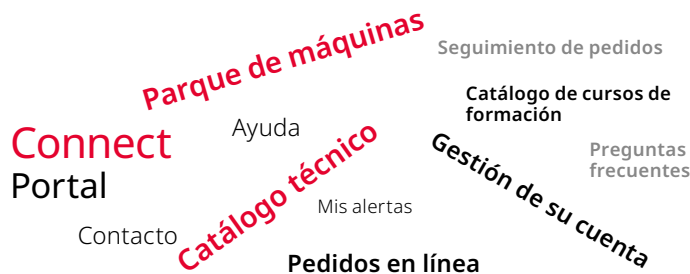 Parque de máquinas
Seguimiento de pedidos
Catálogo de cursos de
formación
Ayuda
Connect
Portal
Catálogo técnico
Gestión de su cuenta
Preguntas
frecuentes
Mis alertas
Contacto
Pedidos en línea